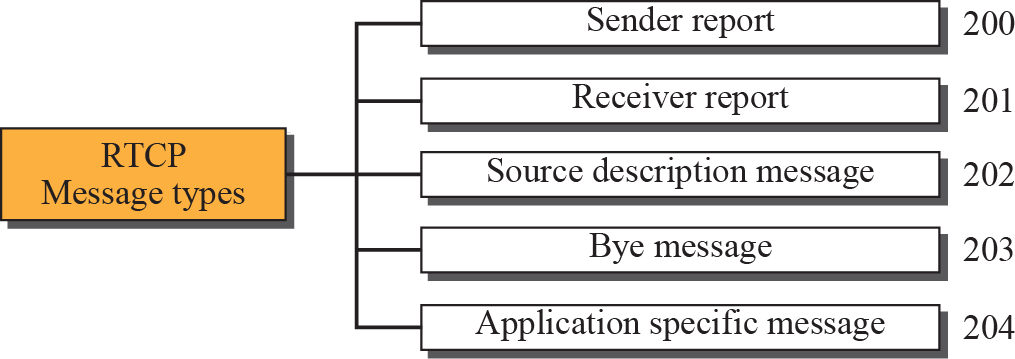 Sender report 200
Receiver report 201
RTCP
Message types
Source description message 202
Bye message 203
Application specific message 204